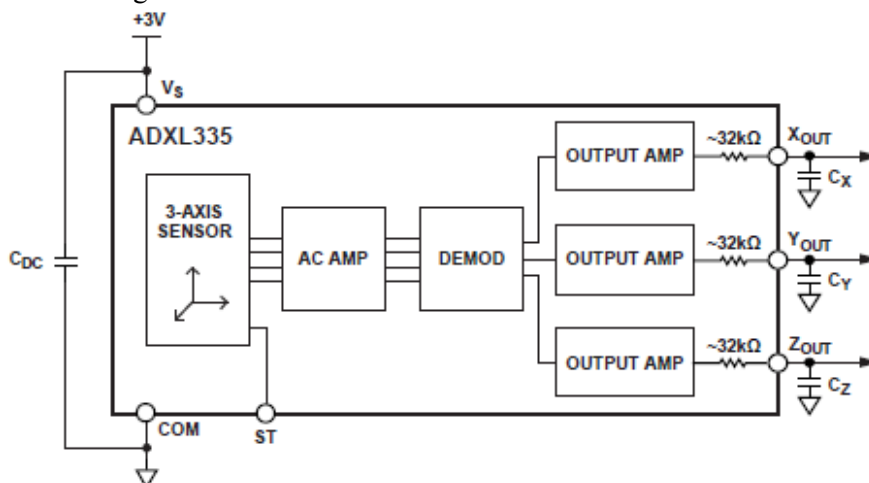 +3V
VS
ADXL335
3-AXIS
SENSOR
AC AMP
DEMOD
OUTPUT AMP
~32kΩ
XOUT
CX
OUTPUT AMP
~32kΩ
YOUT
CY
OUTPUT AMP
~32kΩ
ZOUT
CZ
CDC
COM
ST